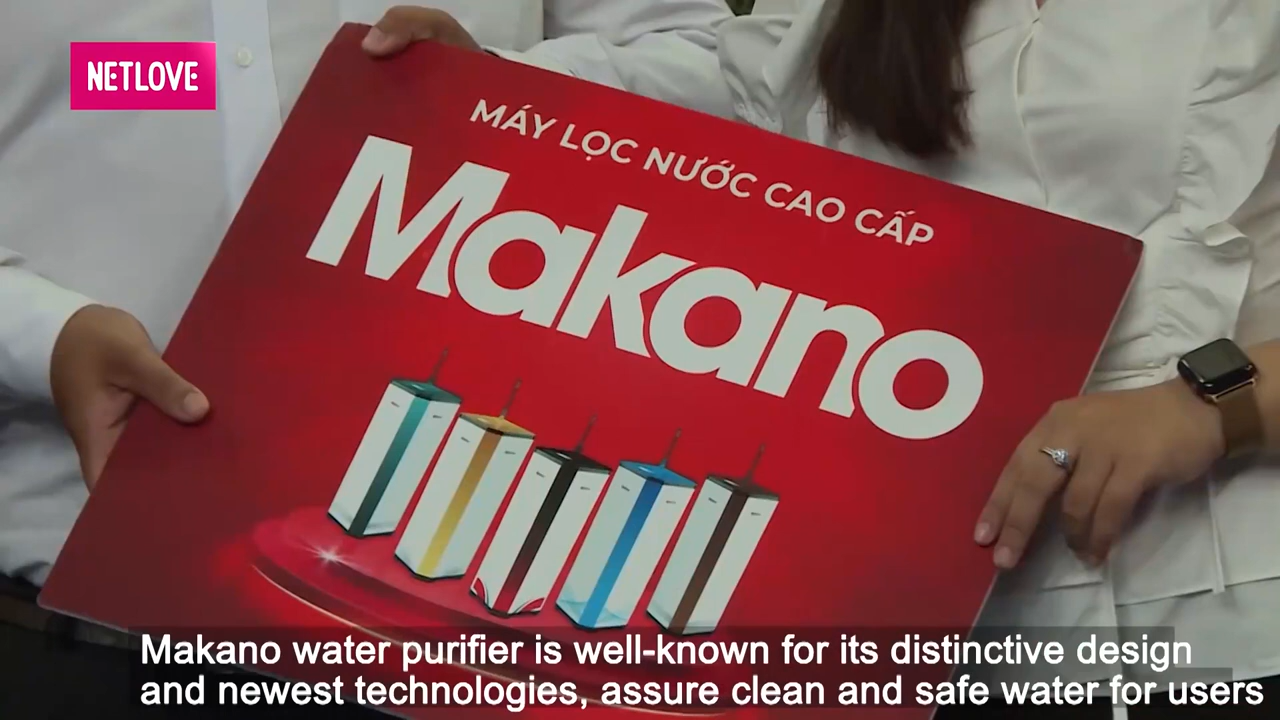 NETLOVE
MÁY LỌC NƯỚC CAO CẤP
Makano
Makano water purifier is well-known for its distinctive design
and newest technologies, assure clean and safe water for users